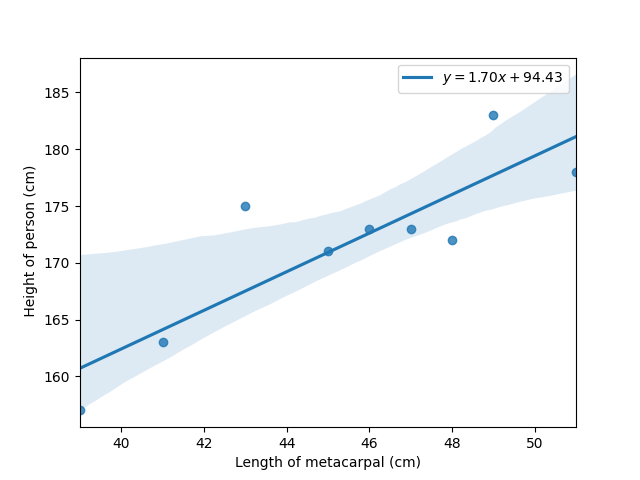 y = 1.70x + 94.43
185
180
175
170
165
160
Height of person (cm)
40 42 44 46 48 50
Length of metacarpal (cm)